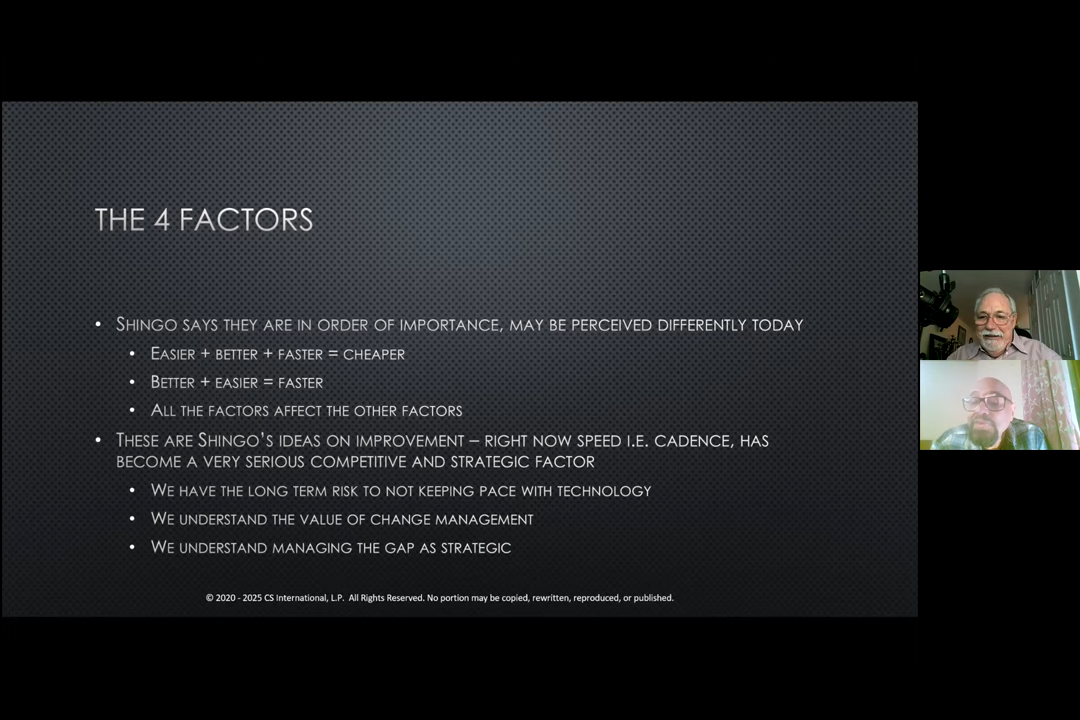 THE 4 FACTORS
• SHINGO SAYS THEY ARE IN ORDER OF IMPORTANCE, MAY BE PERCEIVED DIFFERENTLY TODAY
• EASIER + BETTER + FASTER = CHEAPER
• BETTER + EASIER = FASTER
• ALL THE FACTORS AFFECT THE OTHER FACTORS
• THESE ARE SHINGO'S IDEAS ON IMPROVEMENT – RIGHT NOW SPEED I.E. CADENCE, HAS
BECOME A VERY SERIOUS COMPETITIVE AND STRATEGIC FACTOR
• WE HAVE THE LONG TERM RISK TO NOT KEEPING PACE WITH TECHNOLOGY
• WE UNDERSTAND THE VALUE OF CHANGE MANAGEMENT
• WE UNDERSTAND MANAGING THE GAP AS STRATEGIC
© 2020 - 2025 CS International, L.P. All Rights Reserved. No portion may be copied, rewritten, reproduced, or published.